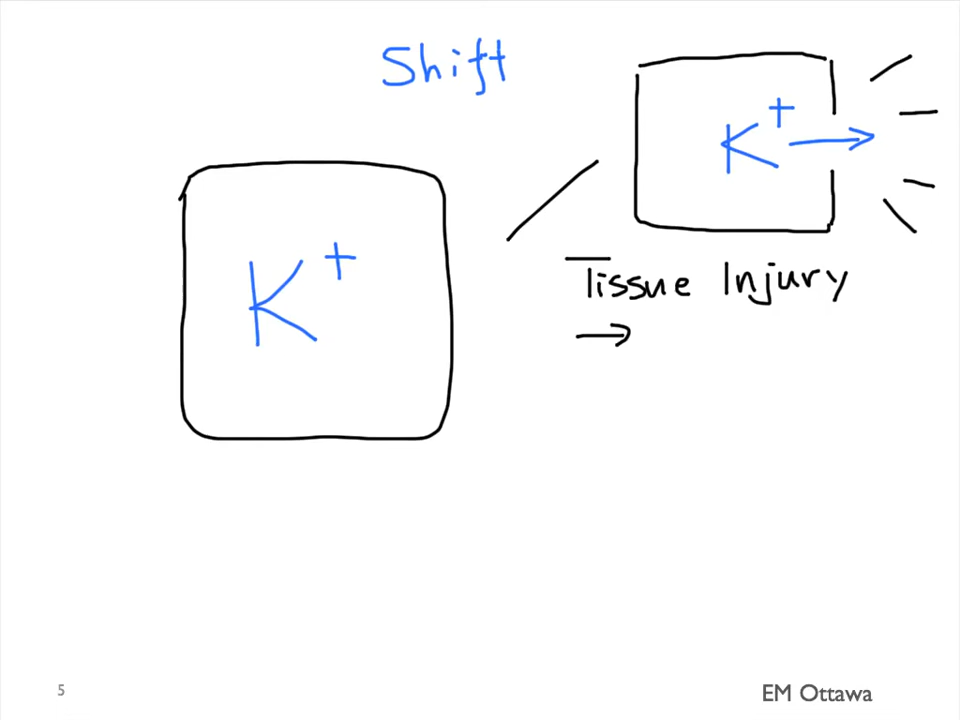 Shift
K+ →
K+
Tissue Injury
→
5
EM Ottawa